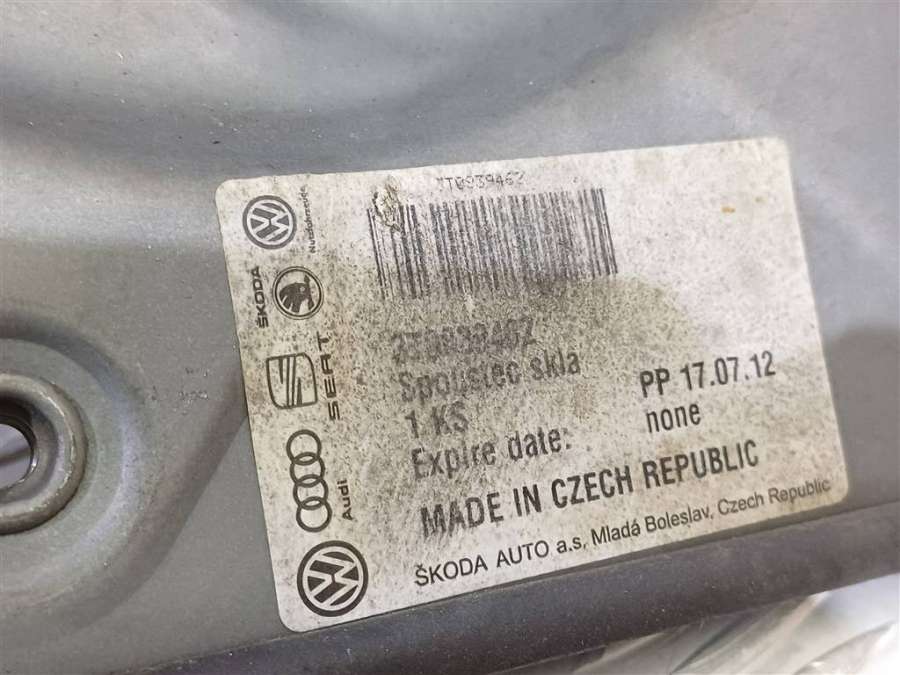 Nutzfahrzeuge
ŠKODA
SEAT
Audi
Spouštec skla
1 KS
PP 17.07.12
Expire date:
none
MADE IN CZECH REPUBLIC
ŠKODA AUTO a.s, Mladá Boleslav, Czech Republic